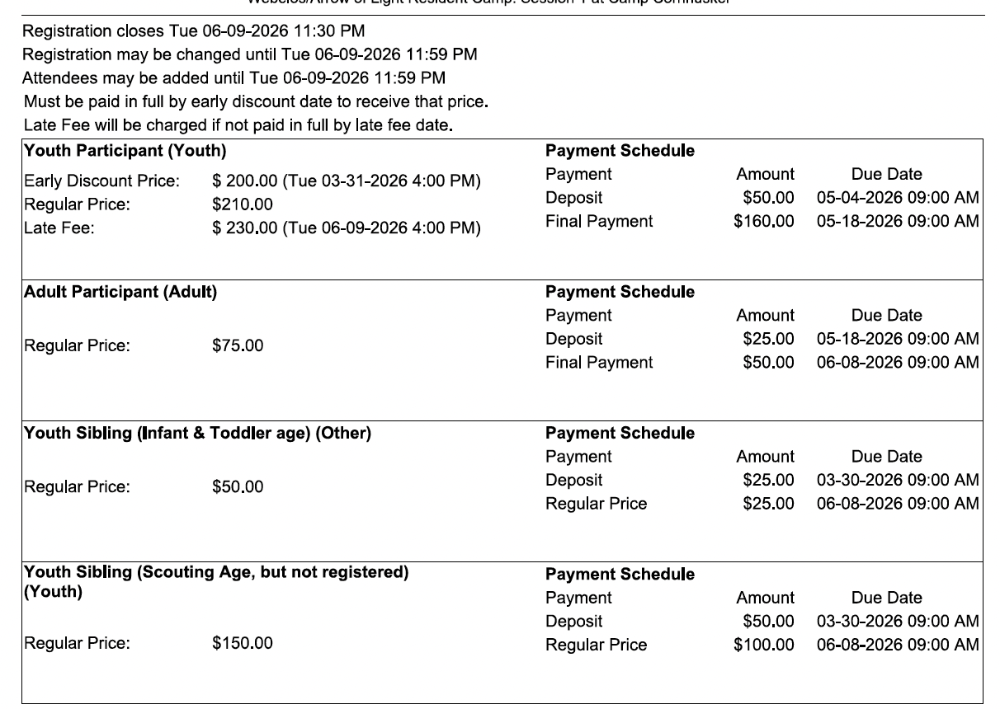 Webelos/Arrow of Light Resident Camp: Session 1 at Camp Cornhusker
Registration closes Tue 06-09-2026 11:30 PM
Registration may be changed until Tue 06-09-2026 11:59 PM
Attendees may be added until Tue 06-09-2026 11:59 PM
Must be paid in full by early discount date to receive that price.
Late Fee will be charged if not paid in full by late fee date.
Youth Participant (Youth)
Early Discount Price: $ 200.00 (Tue 03-31-2026 4:00 PM)
Regular Price: $210.00
Late Fee: $ 230.00 (Tue 06-09-2026 4:00 PM)
Payment Schedule
Payment Amount Due Date
Deposit $50.00 05-04-2026 09:00 AM
Final Payment $160.00 05-18-2026 09:00 AM
Adult Participant (Adult)
Regular Price: $75.00
Payment Schedule
Payment Amount Due Date
Deposit $25.00 05-18-2026 09:00 AM
Final Payment $50.00 06-08-2026 09:00 AM
Youth Sibling (Infant & Toddler age) (Other)
Regular Price: $50.00
Payment Schedule
Payment Amount Due Date
Deposit $25.00 03-30-2026 09:00 AM
Regular Price $25.00 06-08-2026 09:00 AM
Youth Sibling (Scouting Age, but not registered)
(Youth)
Regular Price: $150.00
Payment Schedule
Payment Amount Due Date
Deposit $50.00 03-30-2026 09:00 AM
Regular Price $100.00 06-08-2026 09:00 AM